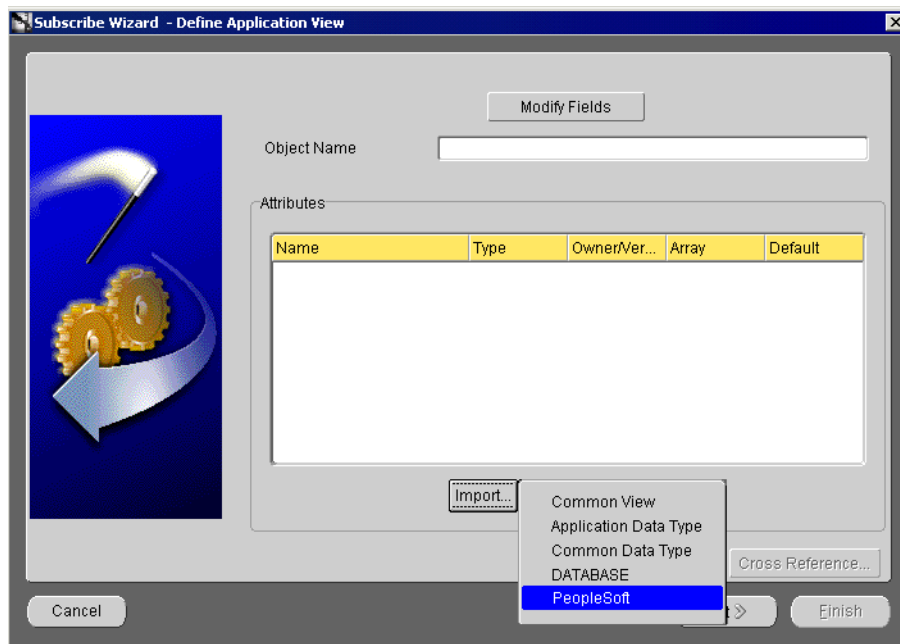 Subscribe Wizard - Define Application View
Modify Fields
Object Name
Attributes
Name Type Owner/Ver... Array Default
Import...
Common View
Application Data Type
Common Data Type
DATABASE
PeopleSoft
Cross Reference...
Cancel
Finish